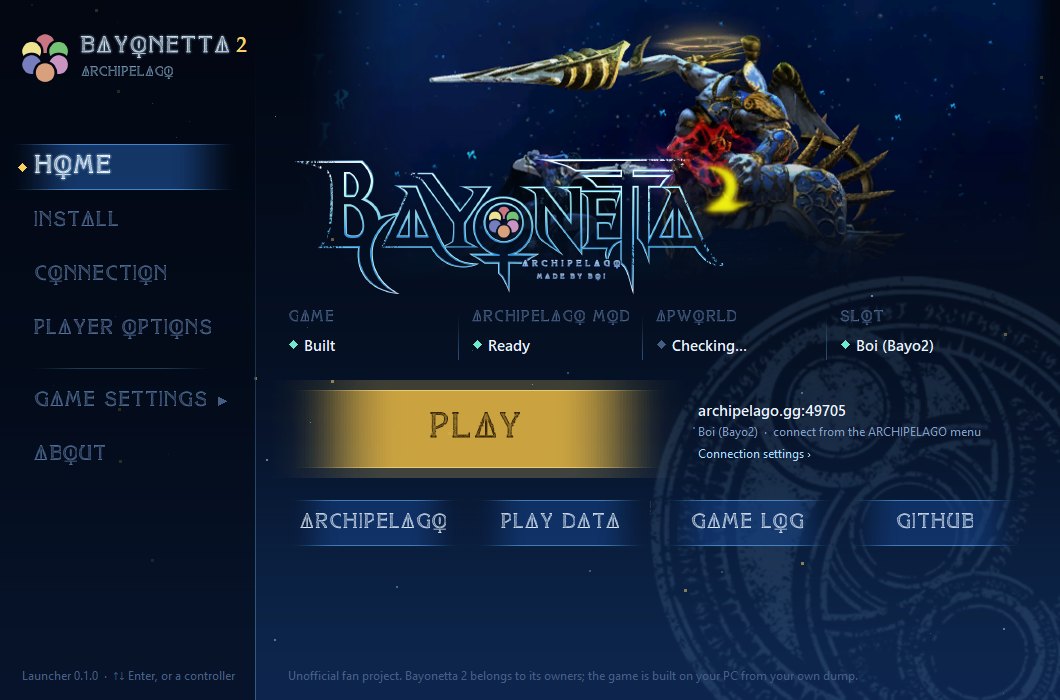 BAYONETTA 2
ARCHIPELAGO
HOME
INSTALL
CONNECTION
PLAYER OPTIONS
GAME SETTINGS ▶
ABOUT
Launcher 0.1.0 · ↑↓ Enter, or a controller
BAYONETTA 2
ARCHIPELAGO
MADE BY BOI
GAME
Built
ARCHIPELAGO MOD
Ready
APWORLD
Checking...
SLOT
Boi (Bayo2)
PLAY
archipelago.gg:49705
Boi (Bayo2) · connect from the ARCHIPELAGO menu
Connection settings ›
ARCHIPELAGO
PLAY DATA
GAME LOG
GITHUB
Unofficial fan project. Bayonetta 2 belongs to its owners; the game is built on your PC from your own dump.